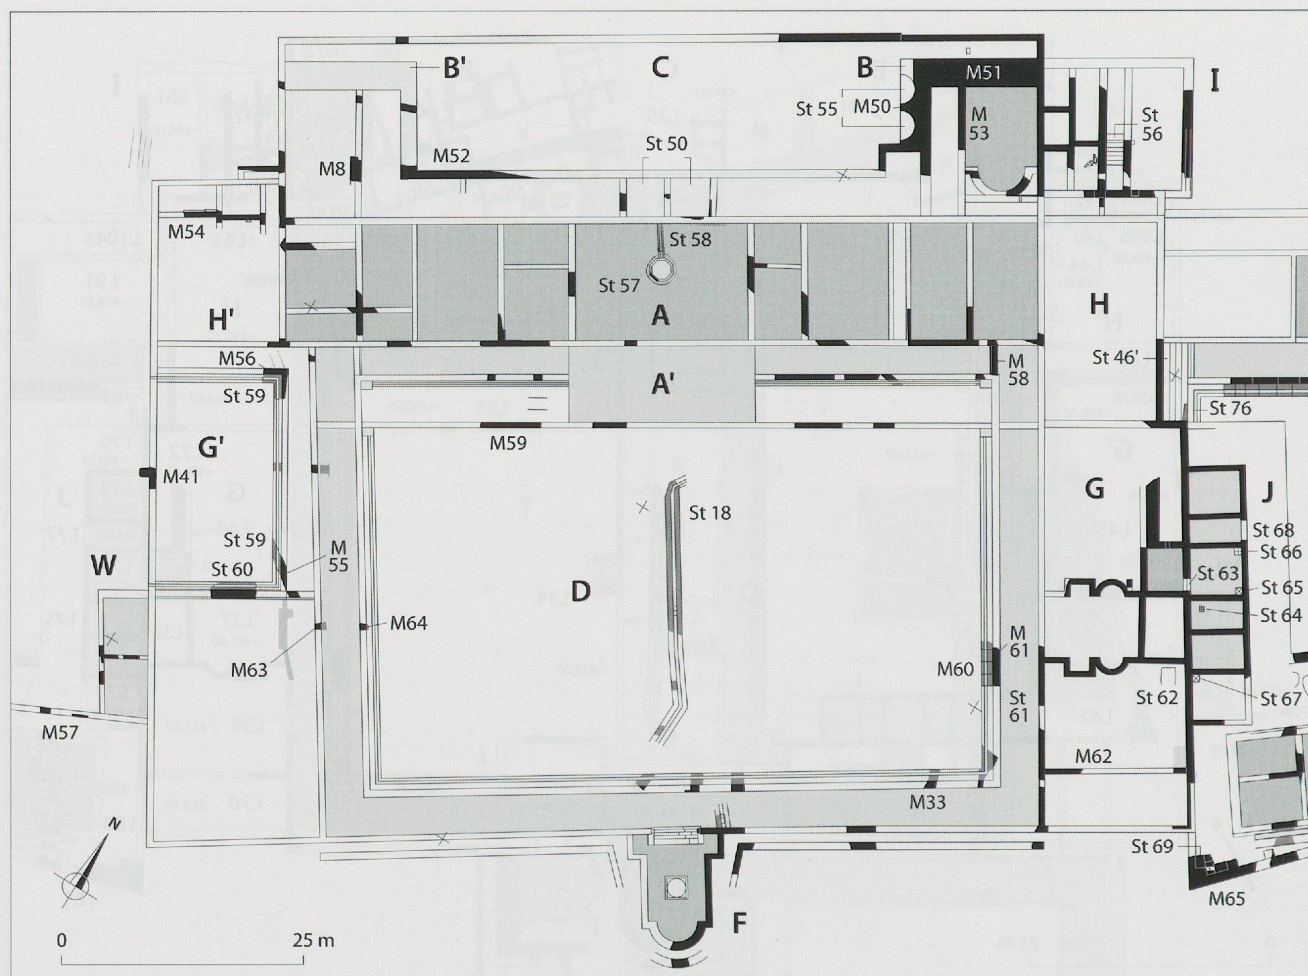 B' C B M51 I
St 55 M50 M 53 St 56
St 50
M8 M52
M54 St 58
St 57
H' A H
M56 M 58 St 46'
St 59 A' St 76
G' M59
M41 G J
St 18 St 68
St 59 St 66
W St 60 M 55 D St 63 St 65
M64 M 61 St 64
M63 M60
St 61 St 62 St 67
M57 M62
M33
N St 69
F M65
0 25 m